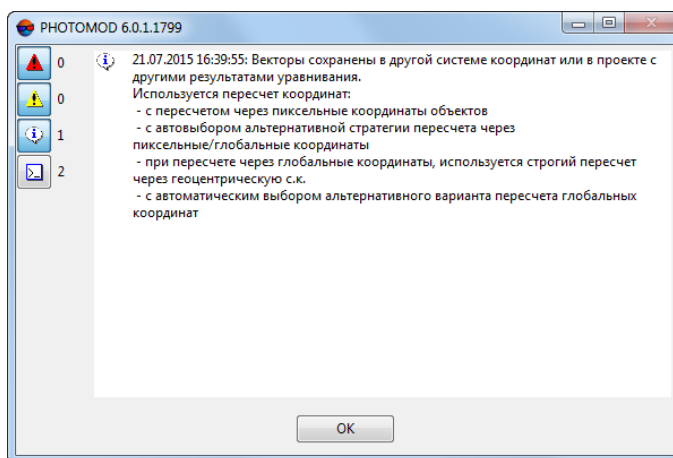 PHOTOMOD 6.0.1.1799
0
0
1
2
21.07.2015 16:39:55: Векторы сохранены в другой системе координат или в проекте с
другими результатами уравнивания.
Используется пересчет координат:
- с пересчетом через пиксельные координаты объектов
- с автовыбором альтернативной стратегии пересчета через
пиксельные/глобальные координаты
- при пересчете через глобальные координаты, используется строгий пересчет
через геоцентрическую с.к.
- с автоматическим выбором альтернативного варианта пересчета глобальных
координат
OK